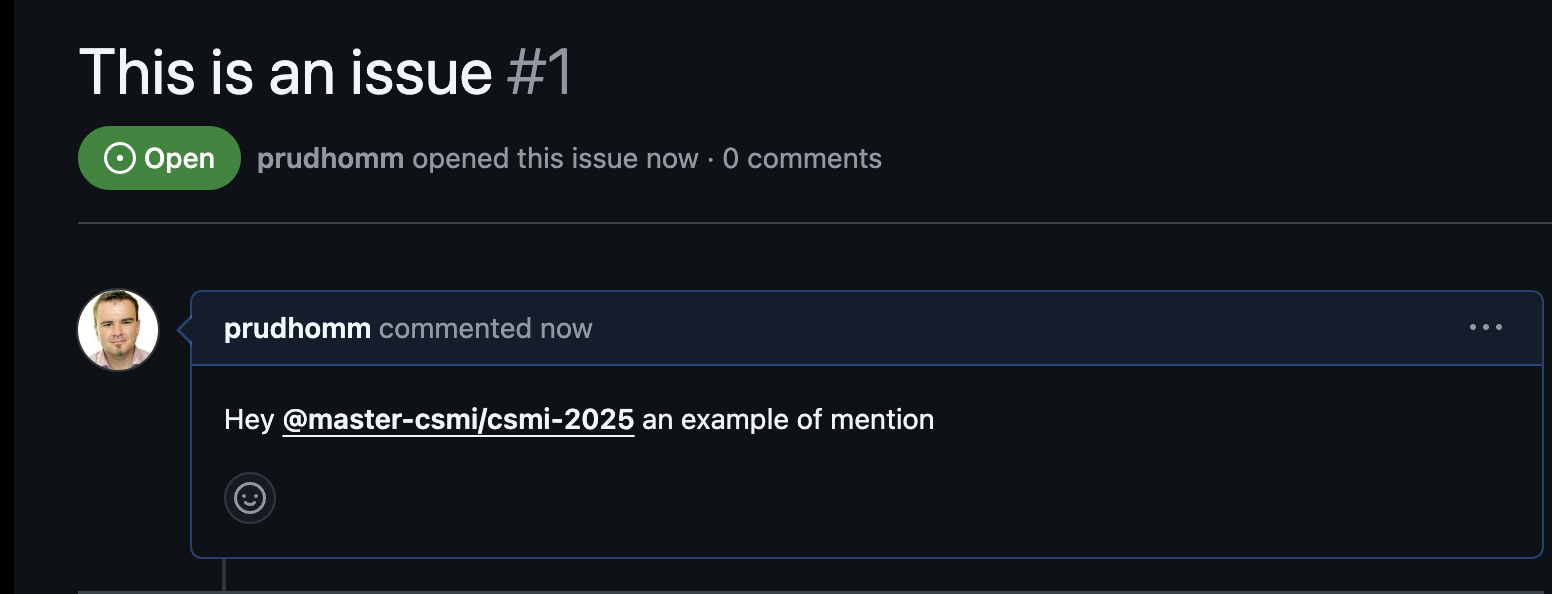 This is an issue #1
Open prudhomm opened this issue now · 0 comments
prudhomm commented now
Hey @master-csmi/csmi-2025 an example of mention